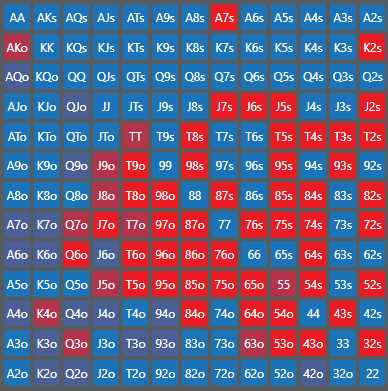 AA AKs AQs AJs ATs A9s A8s A7s A6s A5s A4s A3s A2s
AKo KK KQs KJs KTs K9s K8s K7s K6s K5s K4s K3s K2s
AQo KQo QQ QJs QTs Q9s Q8s Q7s Q6s Q5s Q4s Q3s Q2s
AJo KJo QJo JJ JTs J9s J8s J7s J6s J5s J4s J3s J2s
ATo KTo QTo JTo TT T9s T8s T7s T6s T5s T4s T3s T2s
A9o K9o Q9o J9o T9o 99 98s 97s 96s 95s 94s 93s 92s
A8o K8o Q8o J8o T8o 98o 88 87s 86s 85s 84s 83s 82s
A7o K7o Q7o J7o T7o 97o 87o 77 76s 75s 74s 73s 72s
A6o K6o Q6o J6o T6o 96o 86o 76o 66 65s 64s 63s 62s
A5o K5o Q5o J5o T5o 95o 85o 75o 65o 55 54s 53s 52s
A4o K4o Q4o J4o T4o 94o 84o 74o 64o 54o 44 43s 42s
A3o K3o Q3o J3o T3o 93o 83o 73o 63o 53o 43o 33 32s
A2o K2o Q2o J2o T2o 92o 82o 72o 62o 52o 42o 32o 22